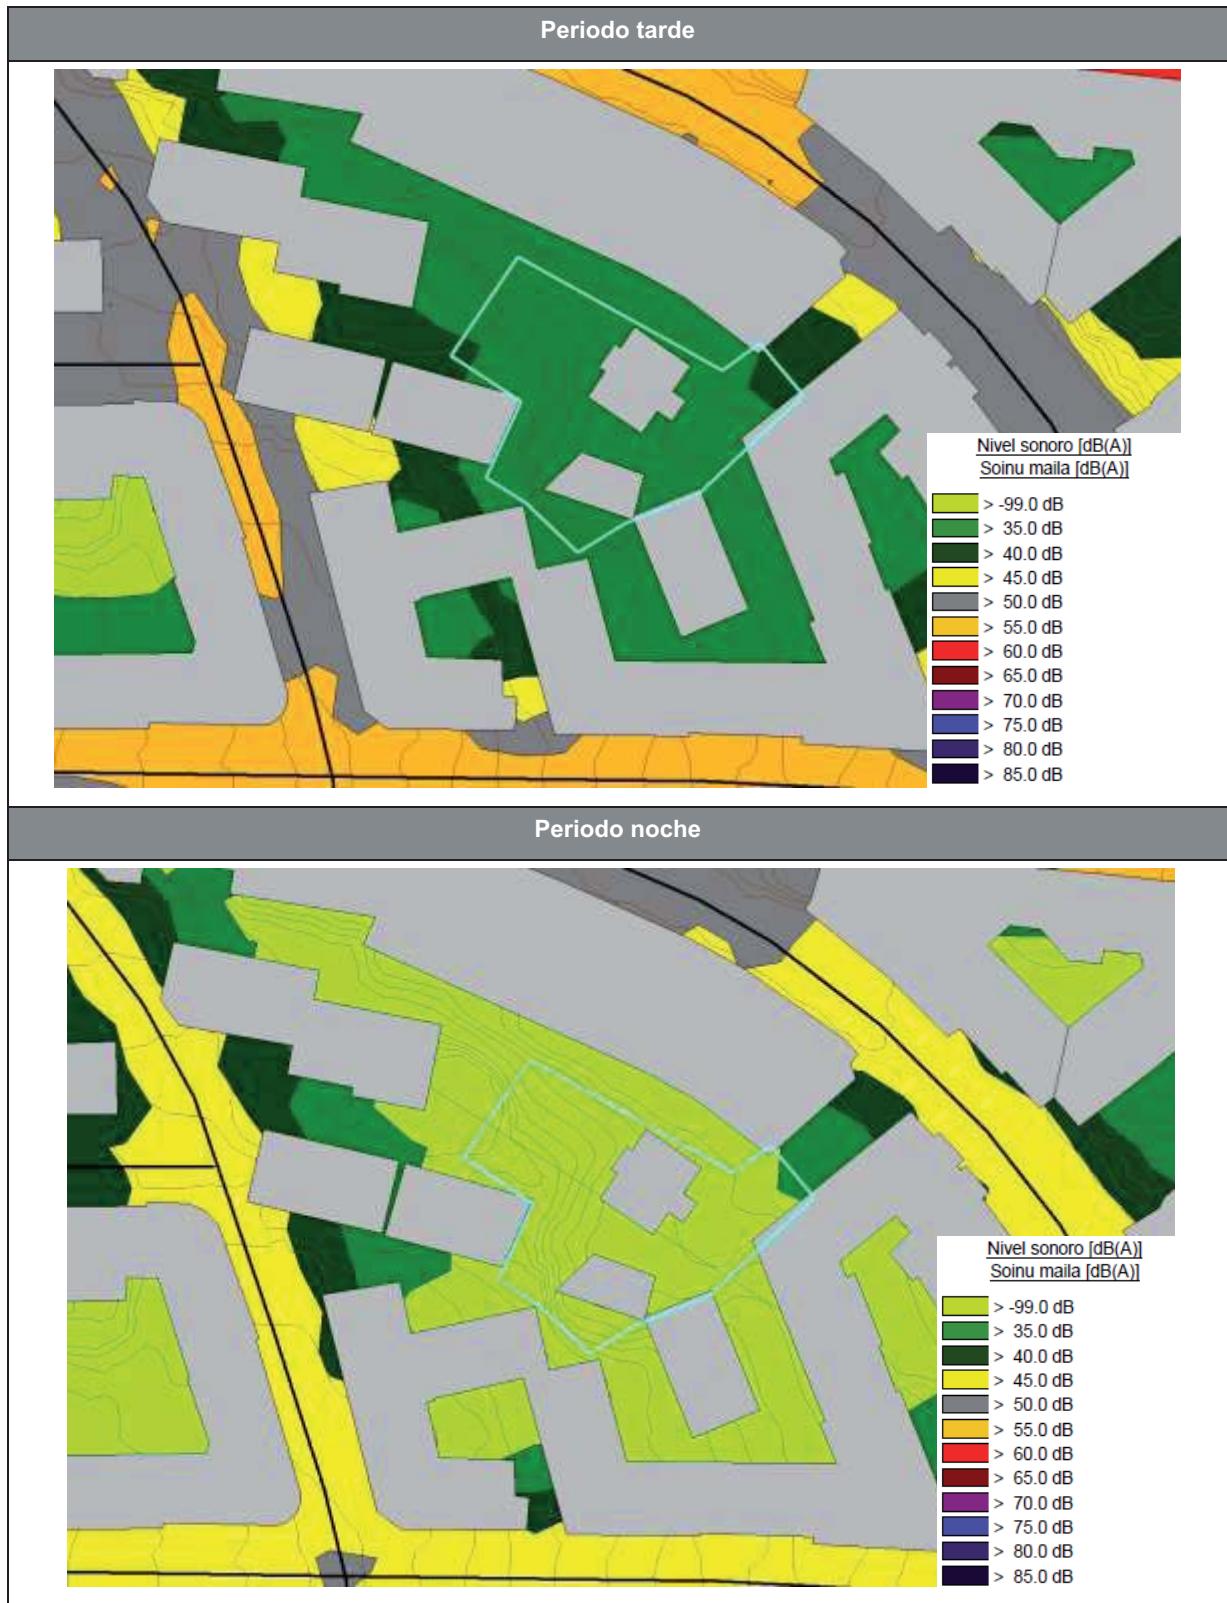 Periodo tarde
Nivel sonoro [dB(A)]
Soinu maila [dB(A)]
> -99.0 dB
> 35.0 dB
> 40.0 dB
> 45.0 dB
> 50.0 dB
> 55.0 dB
> 60.0 dB
> 65.0 dB
> 70.0 dB
> 75.0 dB
> 80.0 dB
> 85.0 dB
Periodo noche
Nivel sonoro [dB(A)]
Soinu maila [dB(A)]
> -99.0 dB
> 35.0 dB
> 40.0 dB
> 45.0 dB
> 50.0 dB
> 55.0 dB
> 60.0 dB
> 65.0 dB
> 70.0 dB
> 75.0 dB
> 80.0 dB
> 85.0 dB